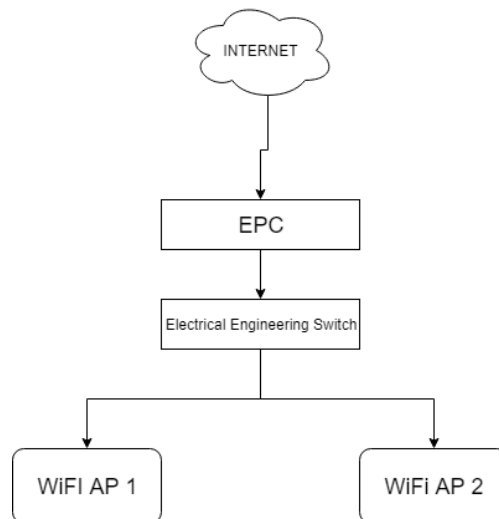 INTERNET
EPC
Electrical Engineering Switch
WiFI AP 1
WiFi AP 2